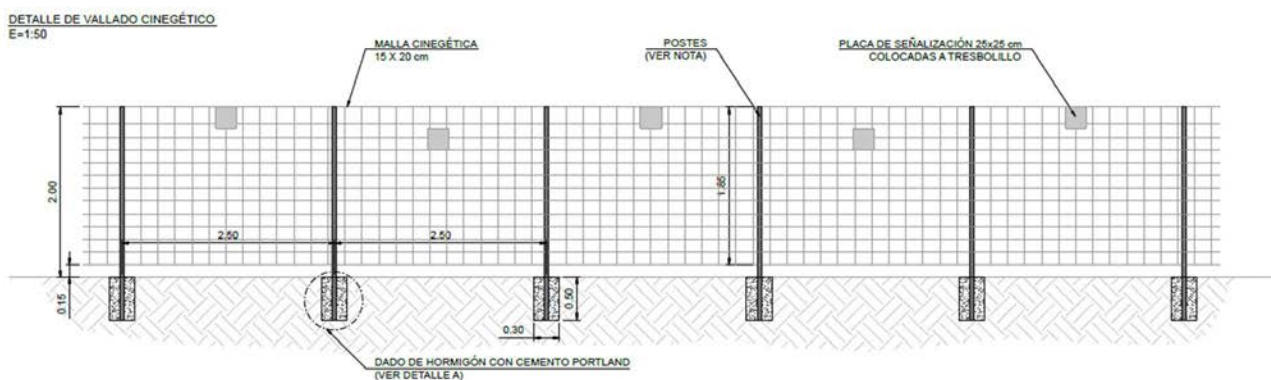 DETALLE DE VALLADO CINEGÉTICO
E=1:50
MALLA CINEGÉTICA
15 X 20 cm
POSTES
(VER NOTA)
PLACA DE SEÑALIZACIÓN 25x25 cm
COLOCADAS A TRESBOLILLO
2.00
1.85
2.50
2.50
0.15
0.50
0.30
DADO DE HORMIGÓN CON CEMENTO PORTLAND
(VER DETALLE A)